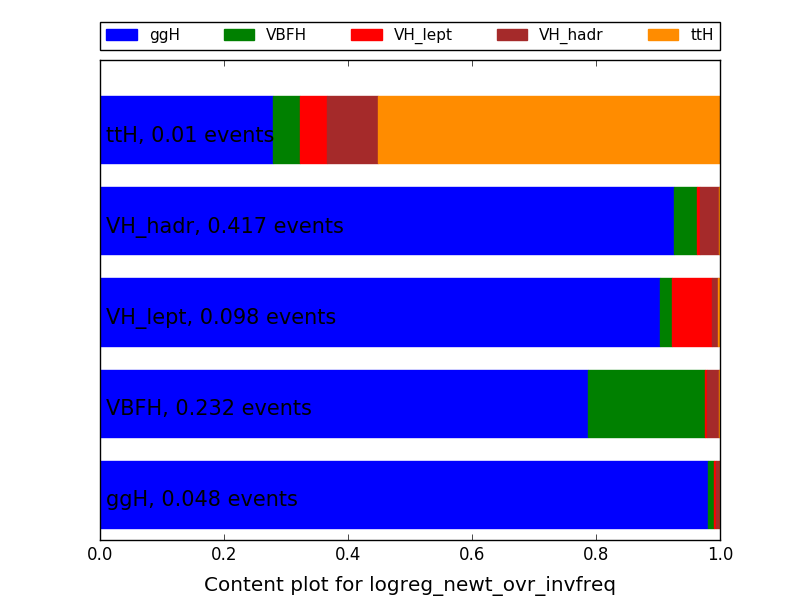 ggH VBFH VH_lept VH_hadr ttH
ttH, 0.01 events
VH_hadr, 0.417 events
VH_lept, 0.098 events
VBFH, 0.232 events
ggH, 0.048 events
0.0 0.2 0.4 0.6 0.8 1.0
Content plot for logreg_newt_ovr_invfreq